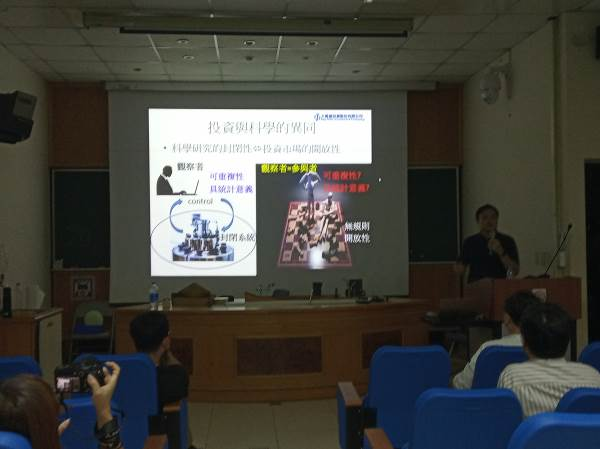 投資與科學的異同
• 科學研究的封閉性⇔投資市場的開放性
觀察者
可重複性
具統計意義
control
封閉系統
觀察者=參與者
可重複性?
具統計意義?
無規則
開放性